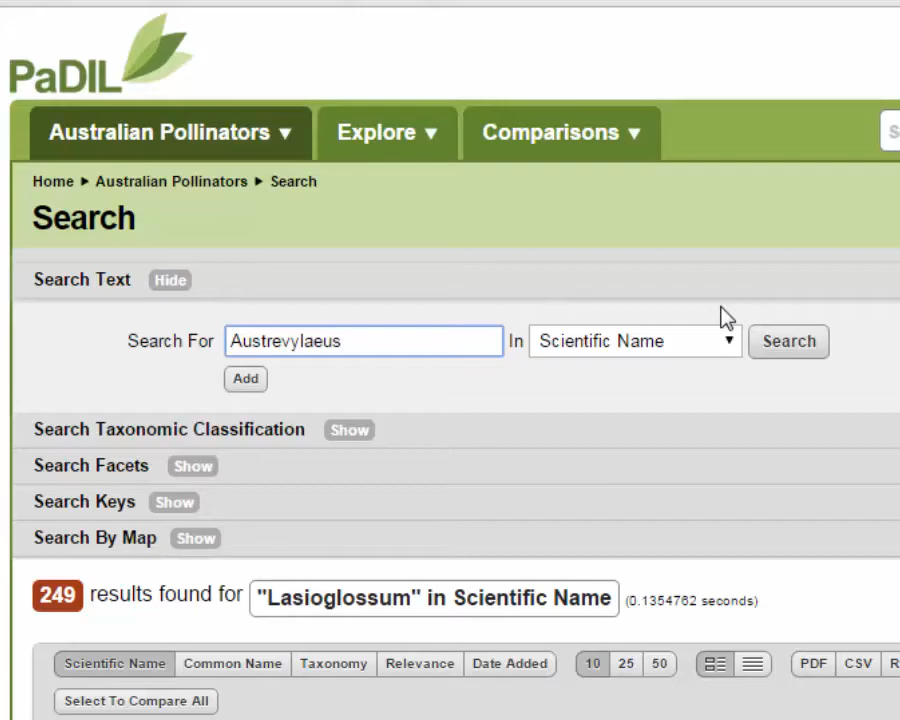 PaDIL
Australian Pollinators ▼ Explore ▼ Comparisons ▼ S
Home ▶ Australian Pollinators ▶ Search
Search
Search Text Hide
Search For Austrevylaeus In Scientific Name ▼ Search
Add
Search Taxonomic Classification Show
Search Facets Show
Search Keys Show
Search By Map Show
249 results found for "Lasioglossum" in Scientific Name (0.1354762 seconds)
Scientific Name Common Name Taxonomy Relevance Date Added 10 25 50 PDF CSV R
Select To Compare All